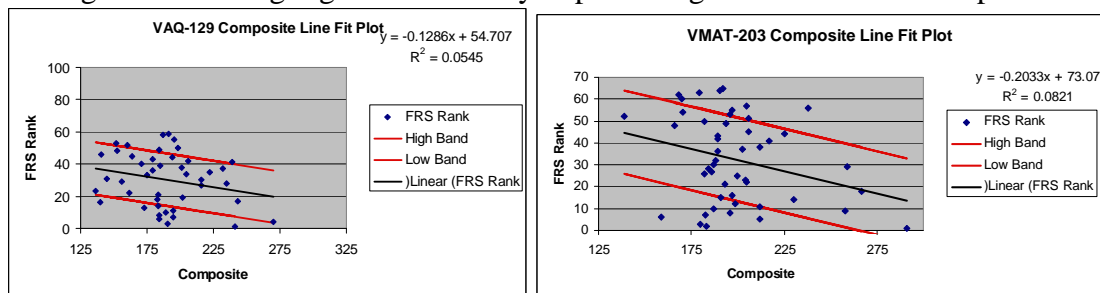 VAQ-129 Composite Line Fit Plot
y = -0.1286x + 54.707
R² = 0.0545
FRS Rank
100
80
60
40
20
0
125 175 225 275 325
Composite
FRS Rank
High Band
Low Band
)Linear (FRS Rank
VMAT-203 Composite Line Fit Plot
y = -0.2033x + 73.07
R² = 0.0821
FRS Rank
70
60
50
40
30
20
10
0
125 175 225 275
Composite
FRS Rank
High Band
Low Band
)Linear (FRS Rank